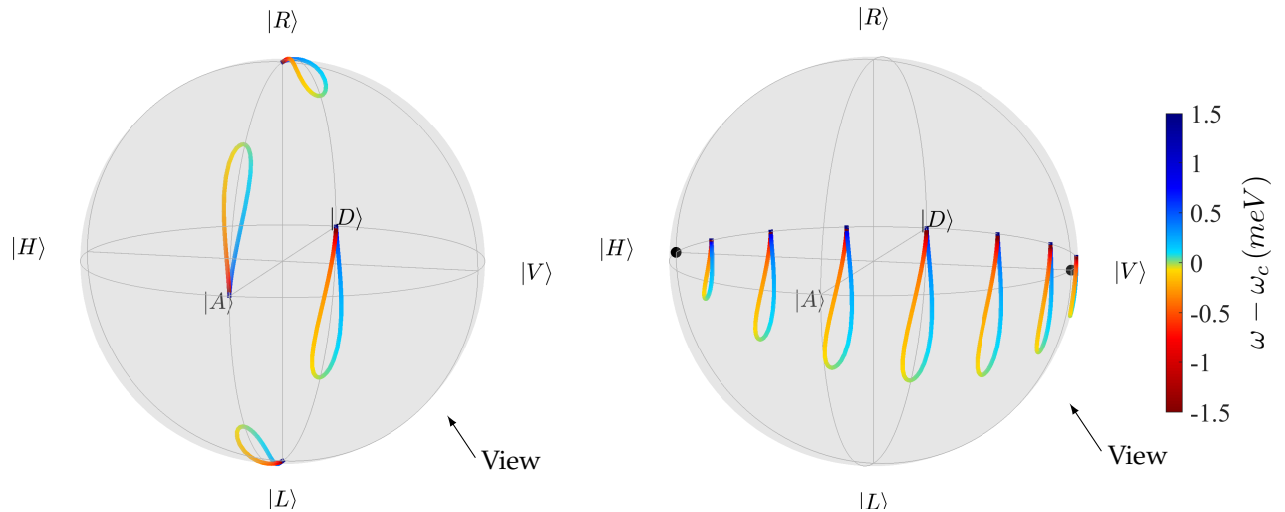 |R⟩
|H⟩
|D⟩
|A⟩
|V⟩
|L⟩
View
|R⟩
|H⟩
|D⟩
|A⟩
|V⟩
|L⟩
View
1.5
1
0.5
0
-0.5
-1
-1.5
ω − ω_c (meV)